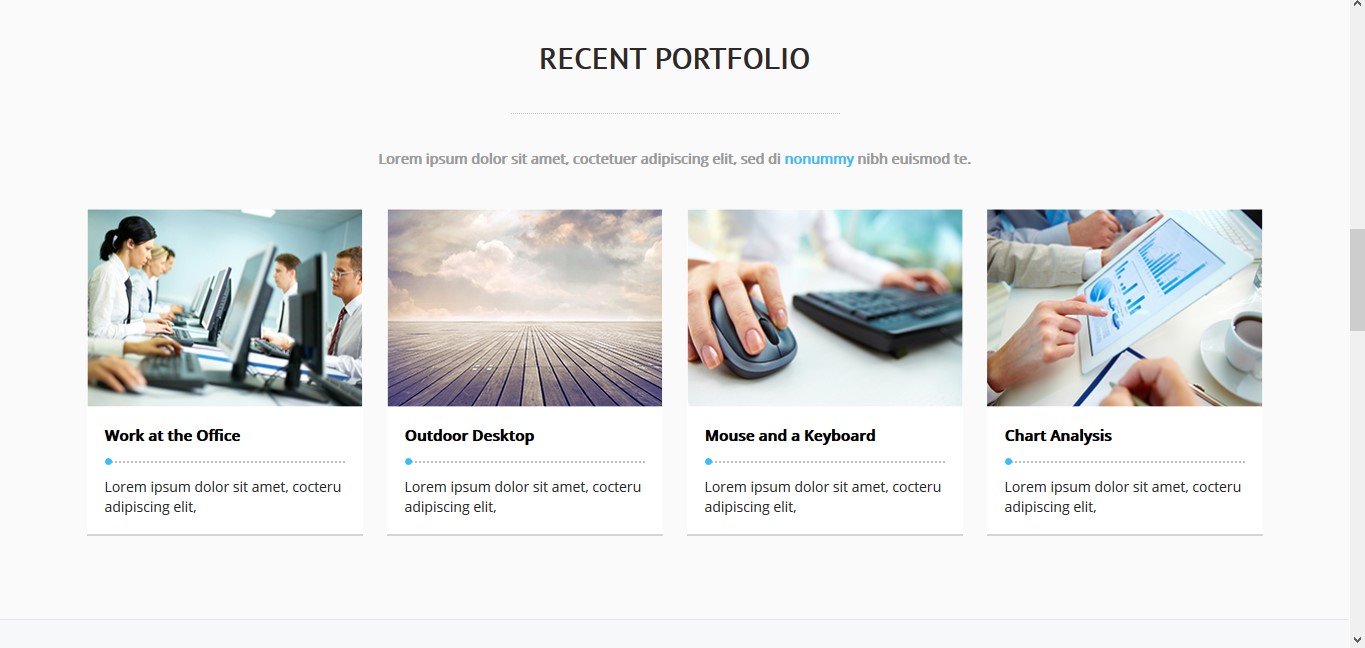 RECENT PORTFOLIO
Lorem ipsum dolor sit amet, coctetuer adipiscing elit, sed di nonummy nibh euismod te.
Work at the Office
Lorem ipsum dolor sit amet, cocteru
adipiscing elit,
Outdoor Desktop
Lorem ipsum dolor sit amet, cocteru
adipiscing elit,
Mouse and a Keyboard
Lorem ipsum dolor sit amet, cocteru
adipiscing elit,
Chart Analysis
Lorem ipsum dolor sit amet, cocteru
adipiscing elit,